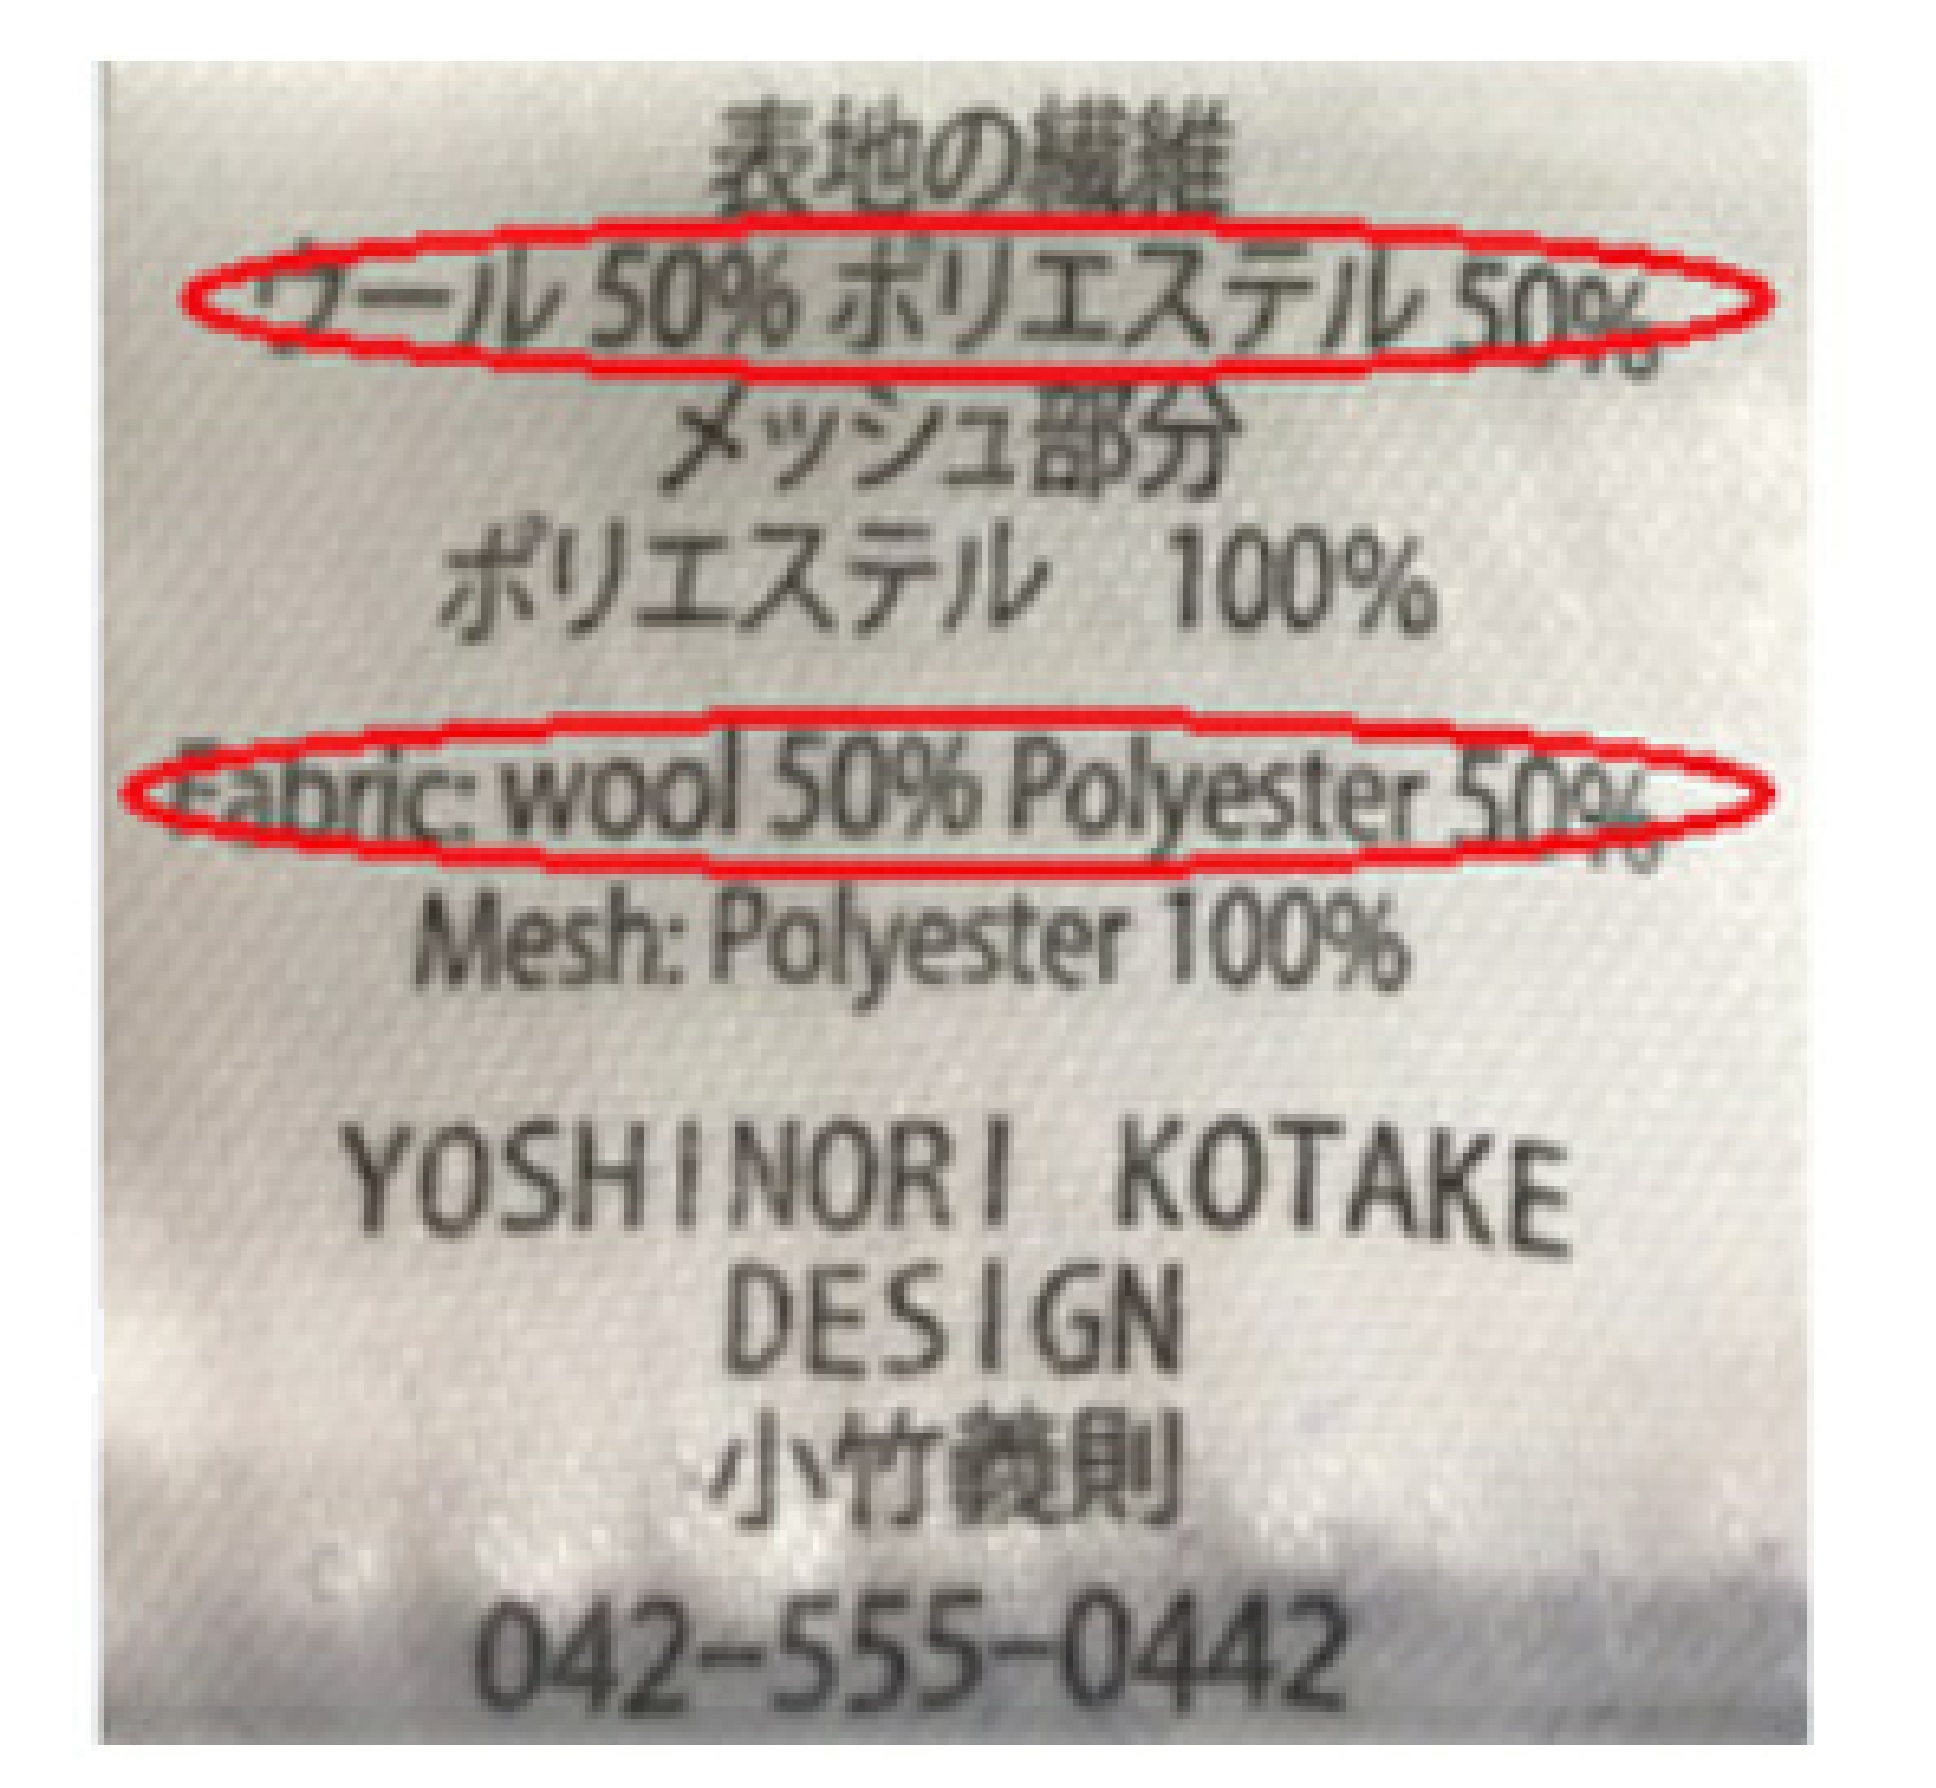 表地の繊維
ウール 50% ポリエステル 50%
メッシュ部分
ポリエステル 100%
Fabric: wool 50% Polyester 50%
Mesh: Polyester 100%
YOSHINORI KOTAKE
DESIGN
小竹義則
042-555-0442